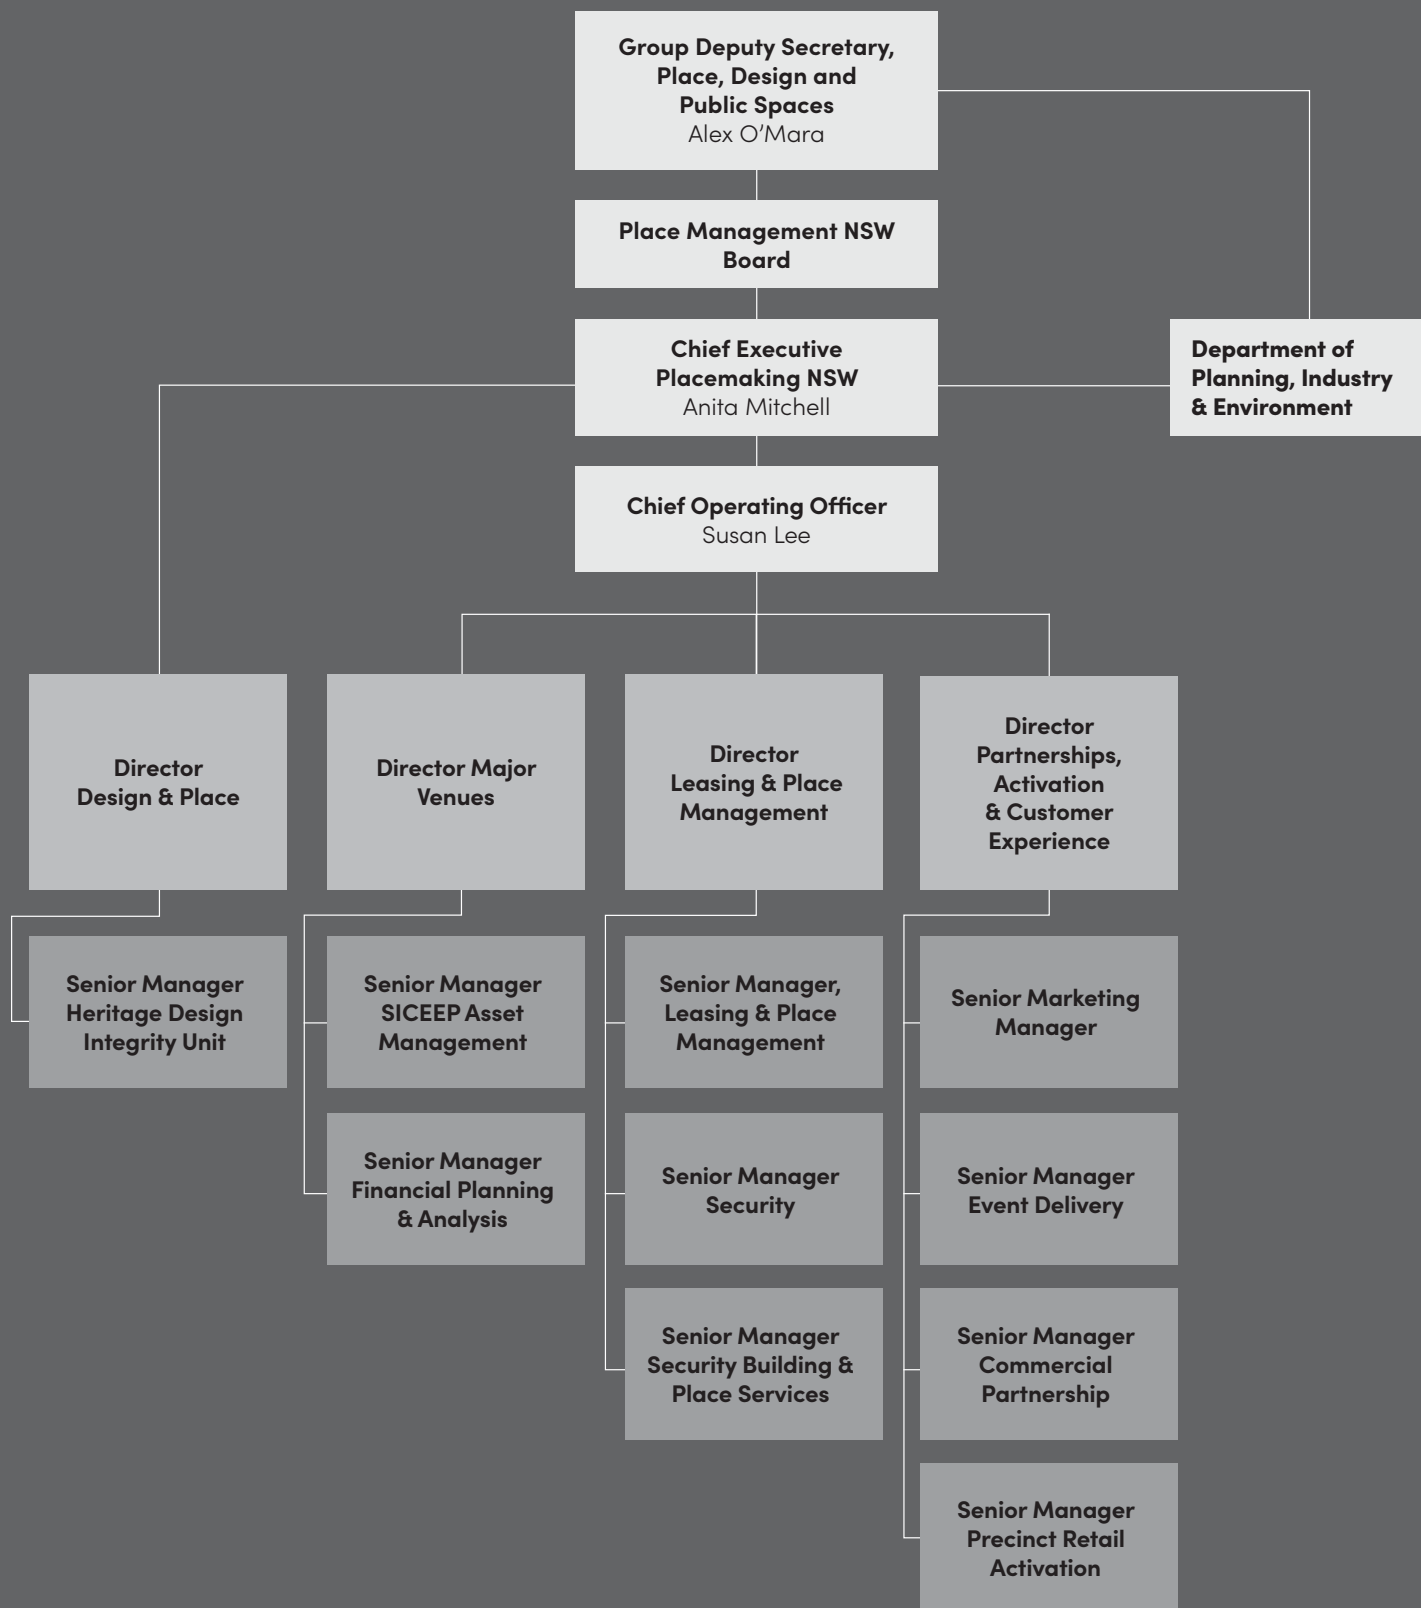 Group Deputy Secretary,
Place, Design and
Public Spaces
Alex O’Mara
Place Management NSW
Board
Chief Executive
Placemaking NSW
Anita Mitchell
Department of
Planning, Industry
& Environment
Chief Operating Officer
Susan Lee
Director
Design & Place
Director Major
Venues
Director
Leasing & Place
Management
Director
Partnerships,
Activation
& Customer
Experience
Senior Manager
Heritage Design
Integrity Unit
Senior Manager
SICEEP Asset
Management
Senior Manager,
Leasing & Place
Management
Senior Marketing
Manager
Senior Manager
Financial Planning
& Analysis
Senior Manager
Security
Senior Manager
Event Delivery
Senior Manager
Security Building &
Place Services
Senior Manager
Commercial
Partnership
Senior Manager
Precinct Retail
Activation